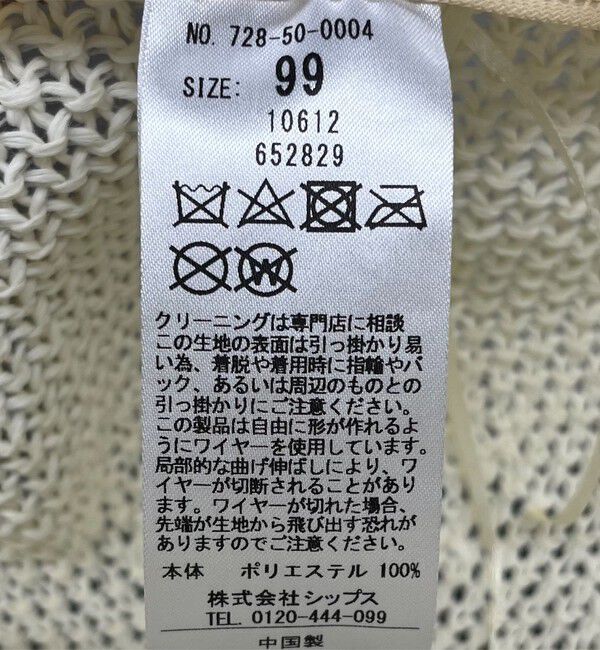 NO. 728-50-0004
SIZE: 99
10612
652829
W
クリーニングは専門店に相談
この生地の表面は引っ掛かり易
い為、着脱や着用時に指輪やバ
ック、あるいは周辺のものとの
引っ掛かりにご注意ください。
この製品は自由に形が作れるよ
うにワイヤーを使用しています。
局部的な曲げ伸ばしにより、ワ
イヤーが切断されることがあり
ます。ワイヤーが切れた場合、
先端が生地から飛び出す恐れが
ありますのでご注意ください。
本体 ポリエステル 100%
株式会社シップス
TEL. 0120-444-099
中国製